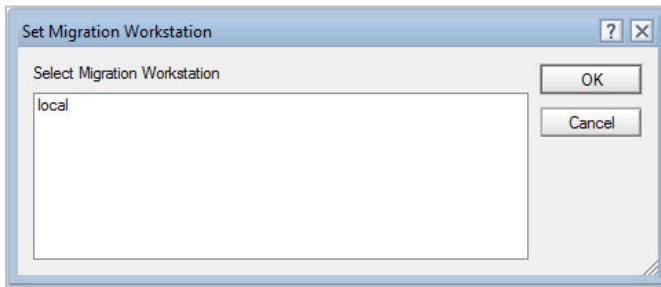 Set Migration Workstation
?
Select Migration Workstation
OK
local
Cancel